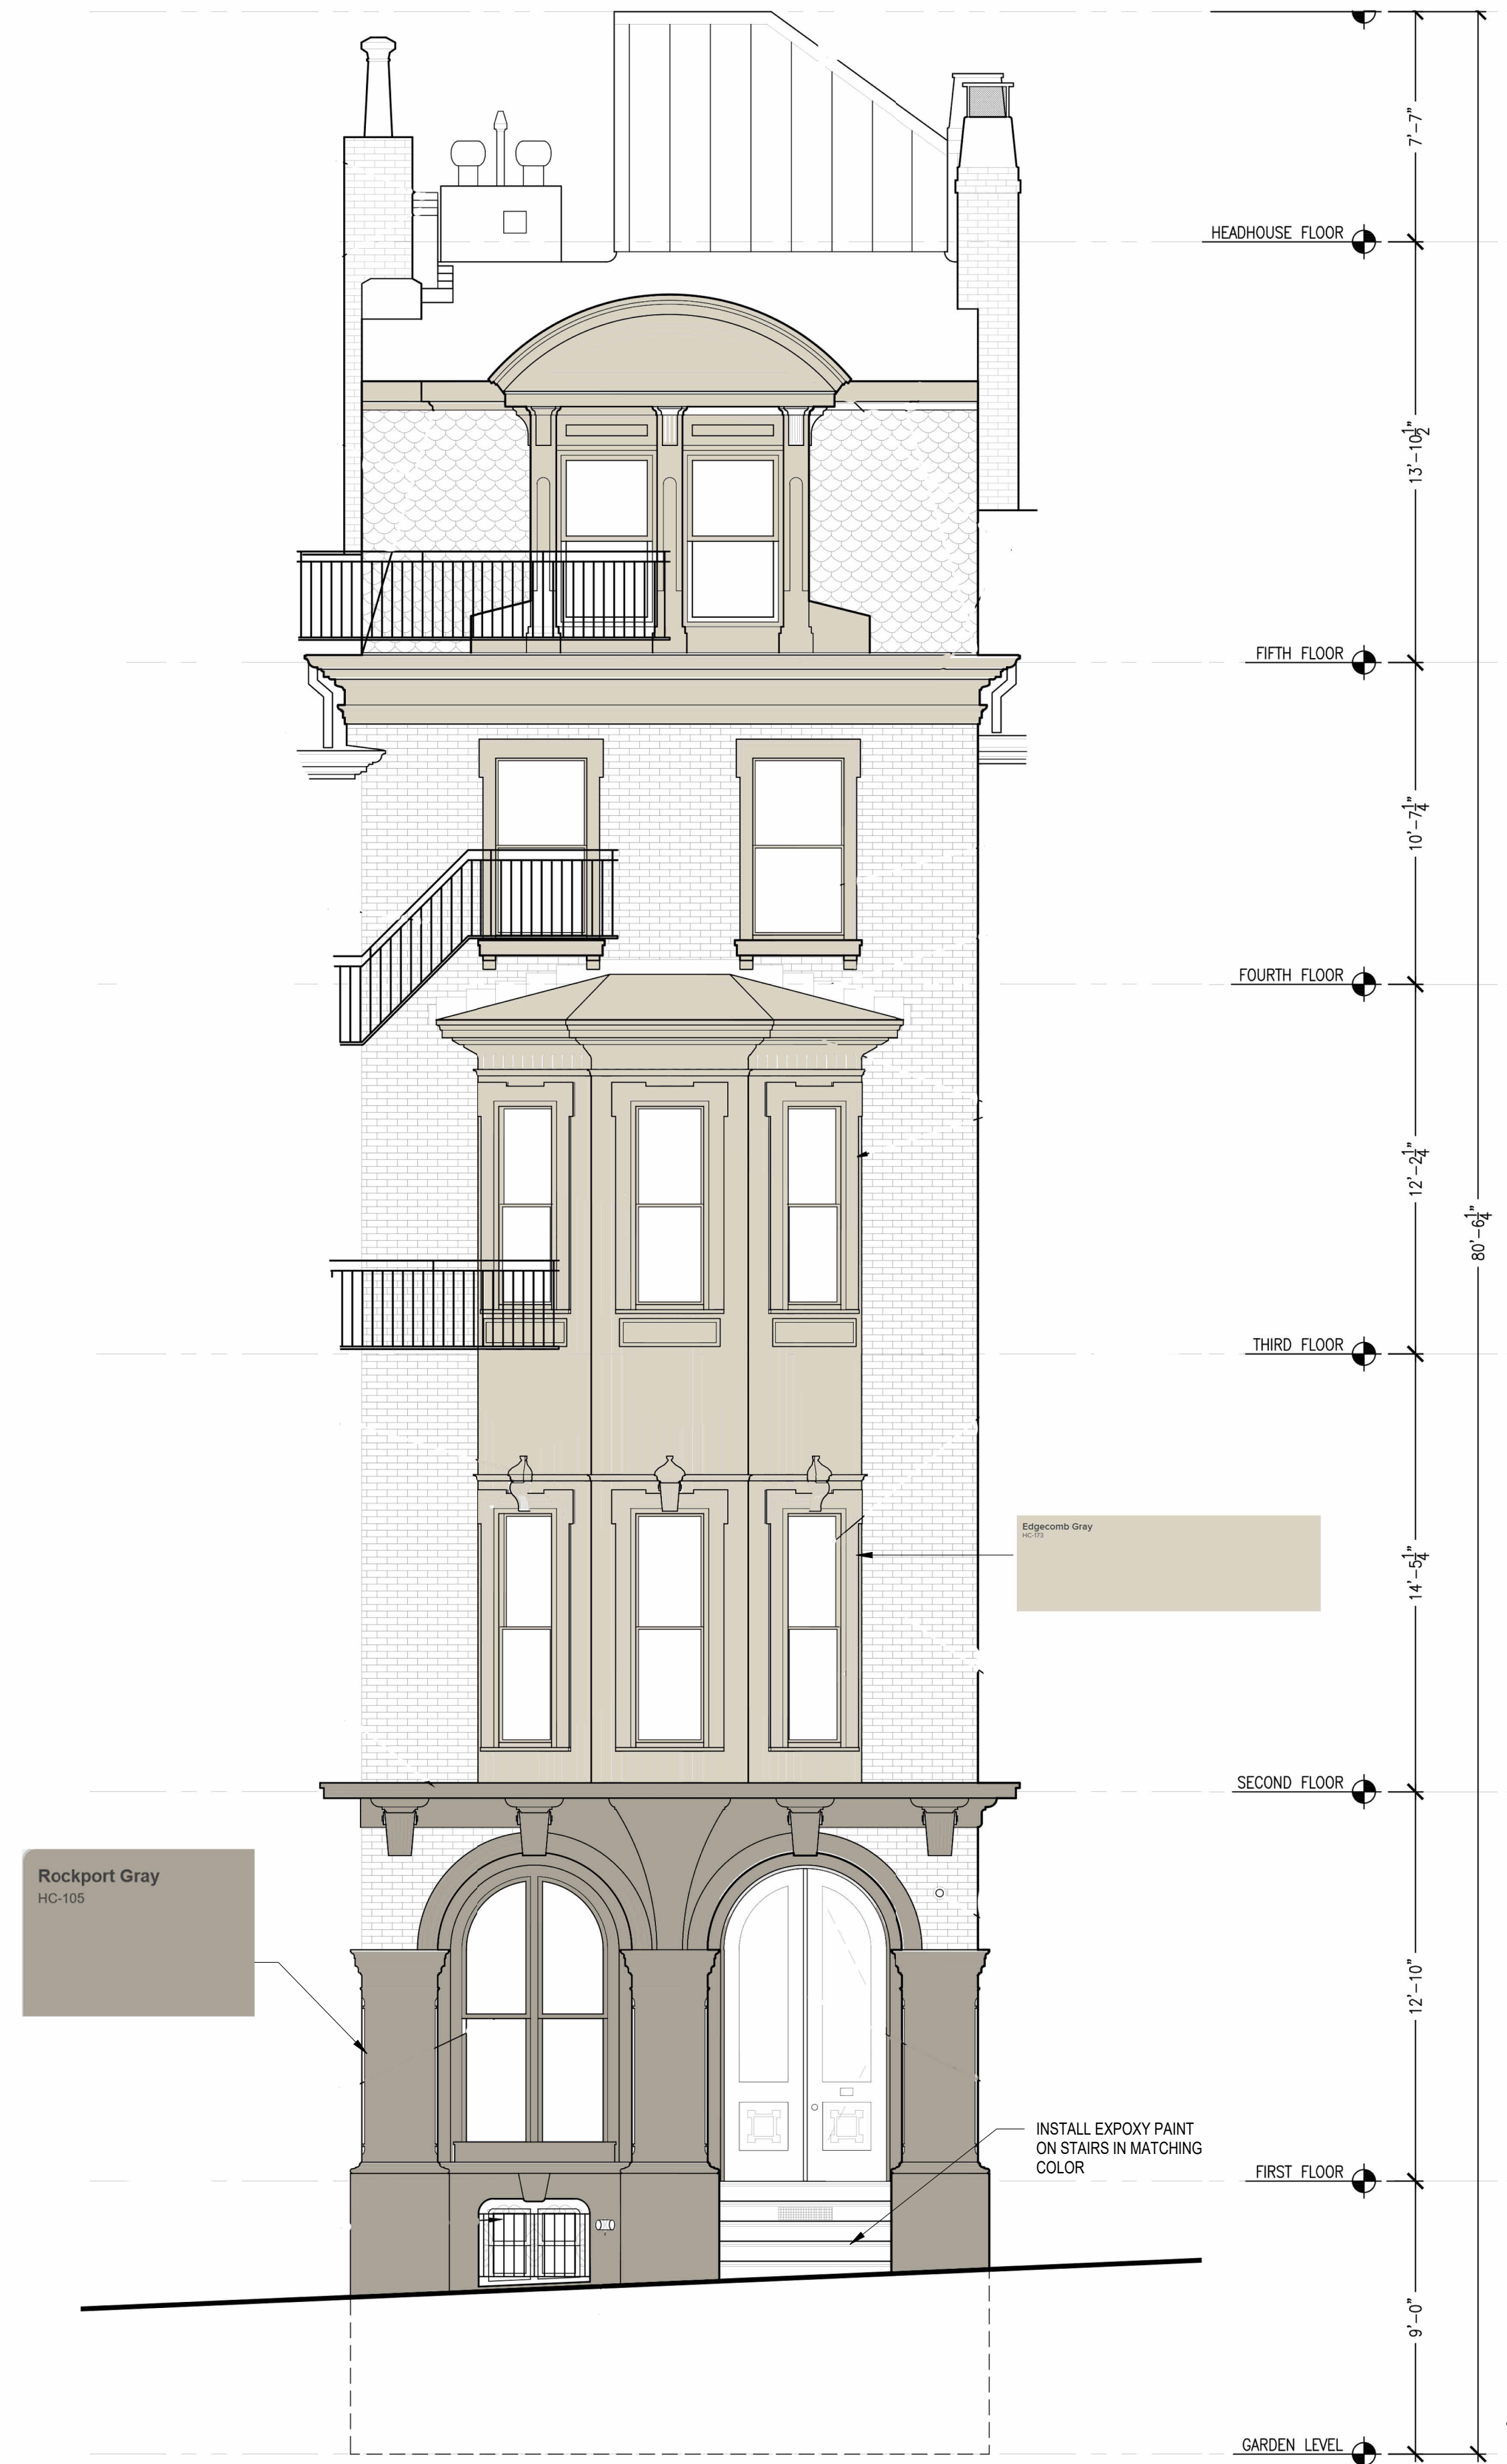 7'-7"
HEADHOUSE FLOOR
13'-10½"
FIFTH FLOOR
10'-7¼"
FOURTH FLOOR
12'-2¼"
80'-6¼"
THIRD FLOOR
Edgecomb Gray
HC-173
14'-5¼"
SECOND FLOOR
Rockport Gray
HC-105
12'-10"
INSTALL EXPOXY PAINT
ON STAIRS IN MATCHING
COLOR
FIRST FLOOR
9'-0"
GARDEN LEVEL